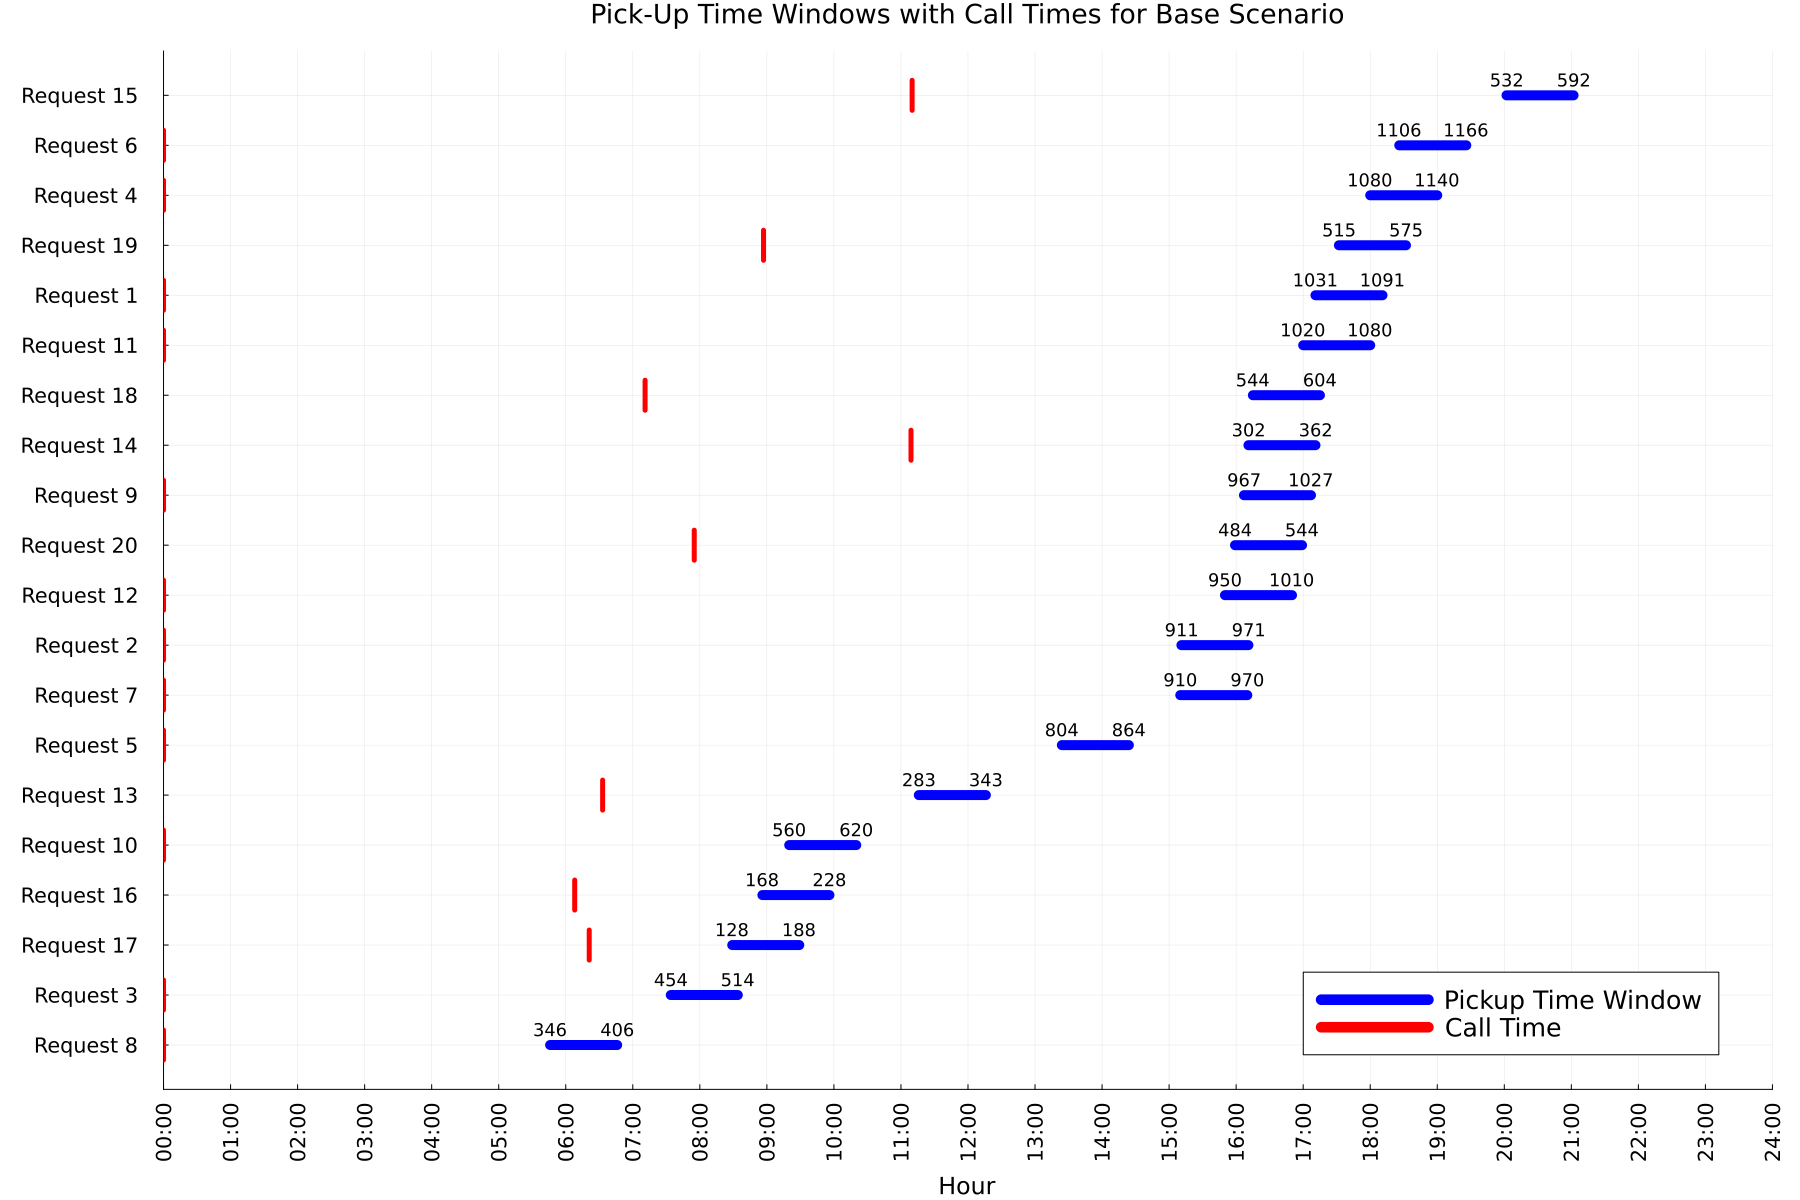 Pick-Up Time Windows with Call Times for Base Scenario
Request 15 532 592
Request 6 1106 1166
Request 4 1080 1140
Request 19 515 575
Request 1 1031 1091
Request 11 1020 1080
Request 18 544 604
Request 14 302 362
Request 9 967 1027
Request 20 484 544
Request 12 950 1010
Request 2 911 971
Request 7 910 970
Request 5 804 864
Request 13 283 343
Request 10 560 620
Request 16 168 228
Request 17 128 188
Request 3 454 514
Request 8 346 406
Pickup Time Window
Call Time
00:00 01:00 02:00 03:00 04:00 05:00 06:00 07:00 08:00 09:00 10:00 11:00 12:00 13:00 14:00 15:00 16:00 17:00 18:00 19:00 20:00 21:00 22:00 23:00 24:00
Hour